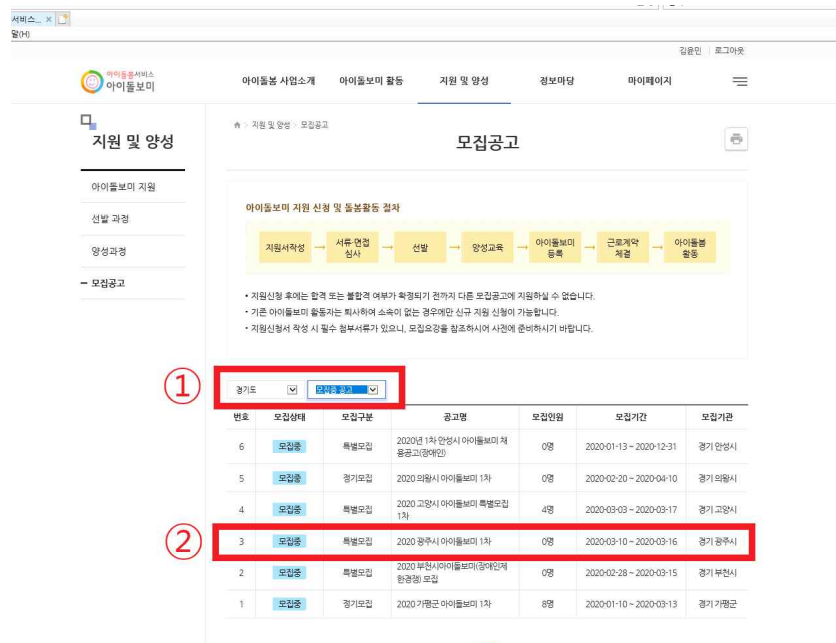 서비스...
말(H)
김윤민 로그아웃
아이돌봄서비스
아이돌보미
아이돌봄 사업소개 아이돌보미 활동 지원 및 양성 정보마당 마이페이지
지원 및 양성
아이돌보미 지원
선발 과정
양성과정
모집공고
> 지원 및 양성 > 모집공고
모집공고
아이돌보미 지원 신청 및 돌봄활동 절차
지원서작성 → 서류·면접 심사 → 선발 → 양성교육 → 아이돌보미 등록 → 근로계약 체결 → 아이돌봄 활동
• 지원신청 후에는 합격 또는 불합격 여부가 확정되기 전까지 다른 모집공고에 지원하실 수 없습니다.
• 기존 아이돌보미 활동자는 퇴사하여 소속이 없는 경우에만 신규 지원 신청이 가능합니다.
• 지원신청서 작성 시 필수 첨부서류가 있으니, 모집요강을 참조하시어 사전에 준비하시기 바랍니다.
①
경기도 모집중 공고
번호 모집상태 모집구분 공고명 모집인원 모집기간 모집기관
6 모집중 특별모집 2020년 1차 안성시 아이돌보미 채용공고(장애인) 0명 2020-01-13 ~ 2020-12-31 경기 안성시
5 모집중 정기모집 2020 의왕시 아이돌보미 1차 0명 2020-02-20 ~ 2020-04-10 경기 의왕시
4 모집중 특별모집 2020 고양시 아이돌보미 특별모집 1차 4명 2020-03-03 ~ 2020-03-17 경기 고양시
②
3 모집중 특별모집 2020 광주시 아이돌보미 1차 0명 2020-03-10 ~ 2020-03-16 경기 광주시
2 모집중 특별모집 2020 부천시아이돌보미(장애인제한경쟁) 모집 0명 2020-02-28 ~ 2020-03-15 경기 부천시
1 모집중 정기모집 2020 가평군 아이돌보미 1차 8명 2020-01-10 ~ 2020-03-13 경기 가평군